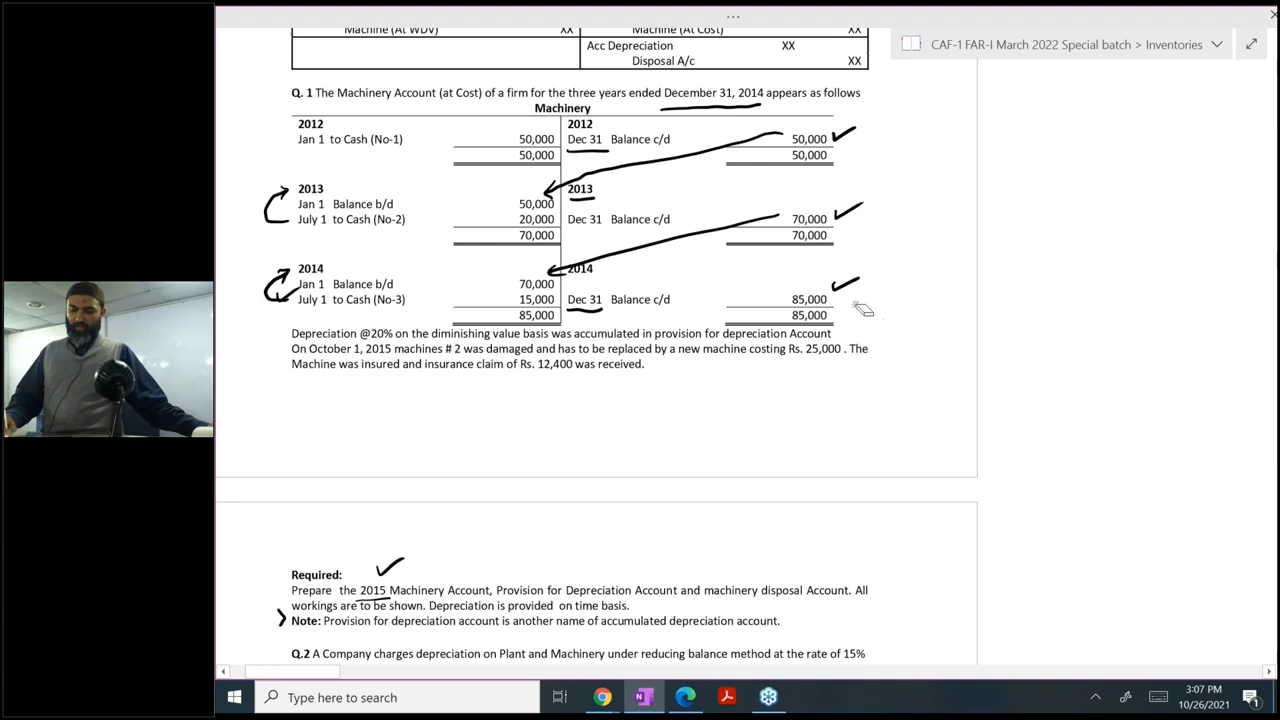 CAF-1 FAR-I March 2022 Special batch > Inventories
Machine (At WDV) XX Machine (At Cost) XX
Acc Depreciation XX
Disposal A/c XX
Q. 1 The Machinery Account (at Cost) of a firm for the three years ended December 31, 2014 appears as follows
Machinery
2012 2012
Jan 1 to Cash (No-1) 50,000 Dec 31 Balance c/d 50,000
50,000 50,000
2013 2013
Jan 1 Balance b/d 50,000
July 1 to Cash (No-2) 20,000 Dec 31 Balance c/d 70,000
70,000 70,000
2014 2014
Jan 1 Balance b/d 70,000
July 1 to Cash (No-3) 15,000 Dec 31 Balance c/d 85,000
85,000 85,000
Depreciation @20% on the diminishing value basis was accumulated in provision for depreciation Account
On October 1, 2015 machines # 2 was damaged and has to be replaced by a new machine costing Rs. 25,000 . The
Machine was insured and insurance claim of Rs. 12,400 was received.
Required:
Prepare the 2015 Machinery Account, Provision for Depreciation Account and machinery disposal Account. All
workings are to be shown. Depreciation is provided on time basis.
Note: Provision for depreciation account is another name of accumulated depreciation account.
Q.2 A Company charges depreciation on Plant and Machinery under reducing balance method at the rate of 15%
Type here to search
3:07 PM
10/26/2021
1